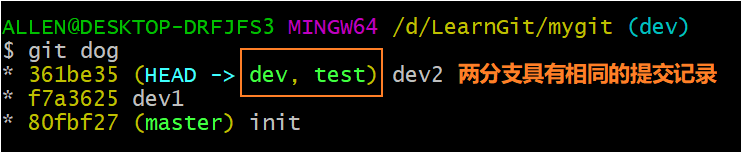 ALLEN@DESKTOP-DRFJFS3 MINGW64 /d/LearnGit/mygit (dev)
$ git dog
* 361be35 (HEAD -> dev, test) dev2 两分支具有相同的提交记录
* f7a3625 dev1
* 80fbf27 (master) init